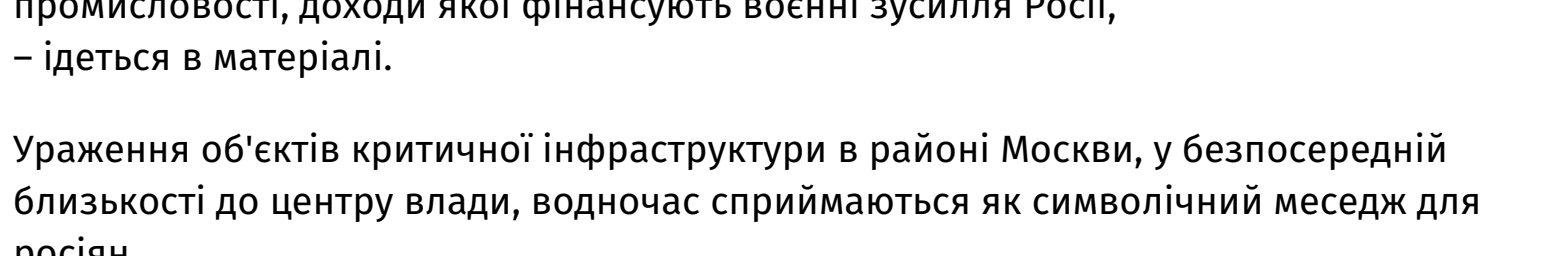 промисловості, доходи якої фінансують воєнні зусилля Росії,
– ідеться в матеріалі.
Ураження об'єктів критичної інфраструктури в районі Москви, у безпосередній
близькості до центру влади, водночас сприймаються як символічний меседж для
росіян